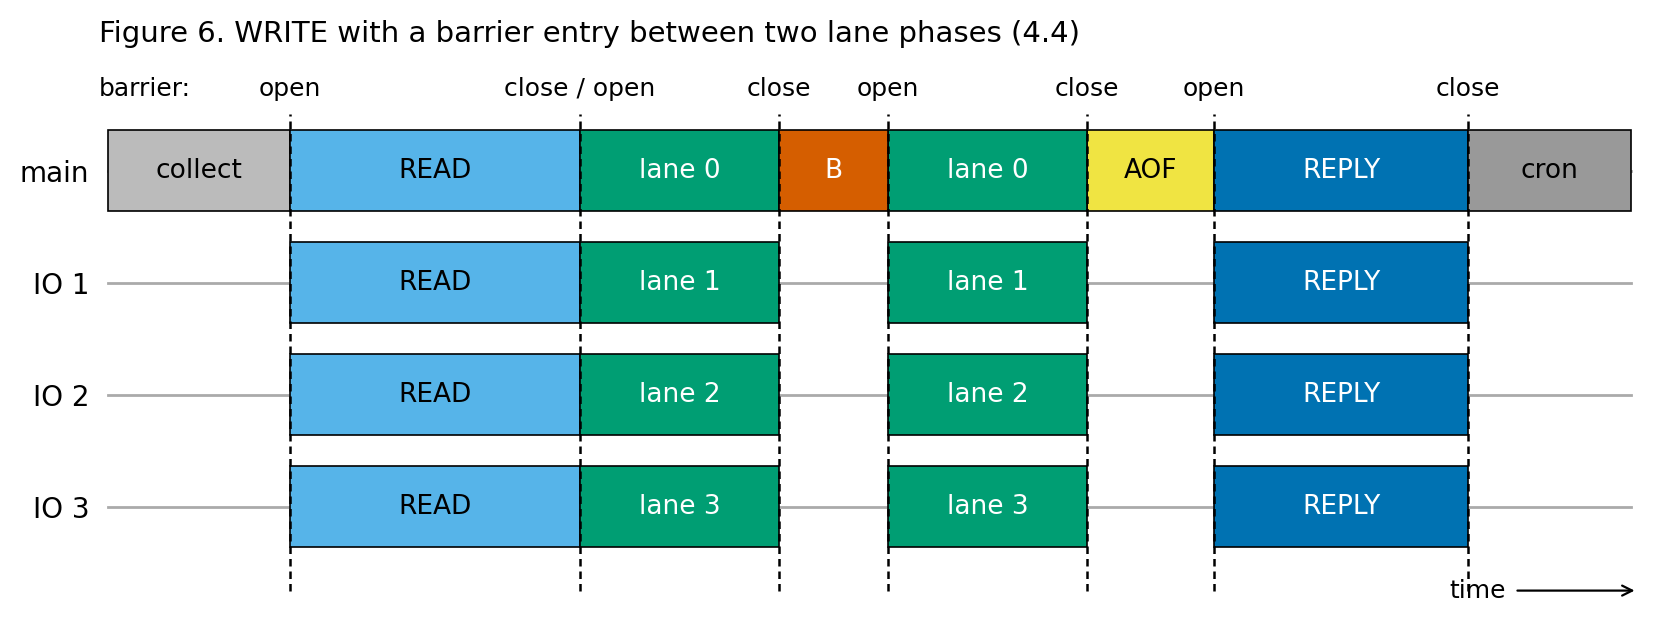 Figure 6. WRITE with a barrier entry between two lane phases (4.4)
barrier: open close / open close open close open close
main collect READ lane 0 B lane 0 AOF REPLY cron
IO 1 READ lane 1 lane 1 REPLY
IO 2 READ lane 2 lane 2 REPLY
IO 3 READ lane 3 lane 3 REPLY
time